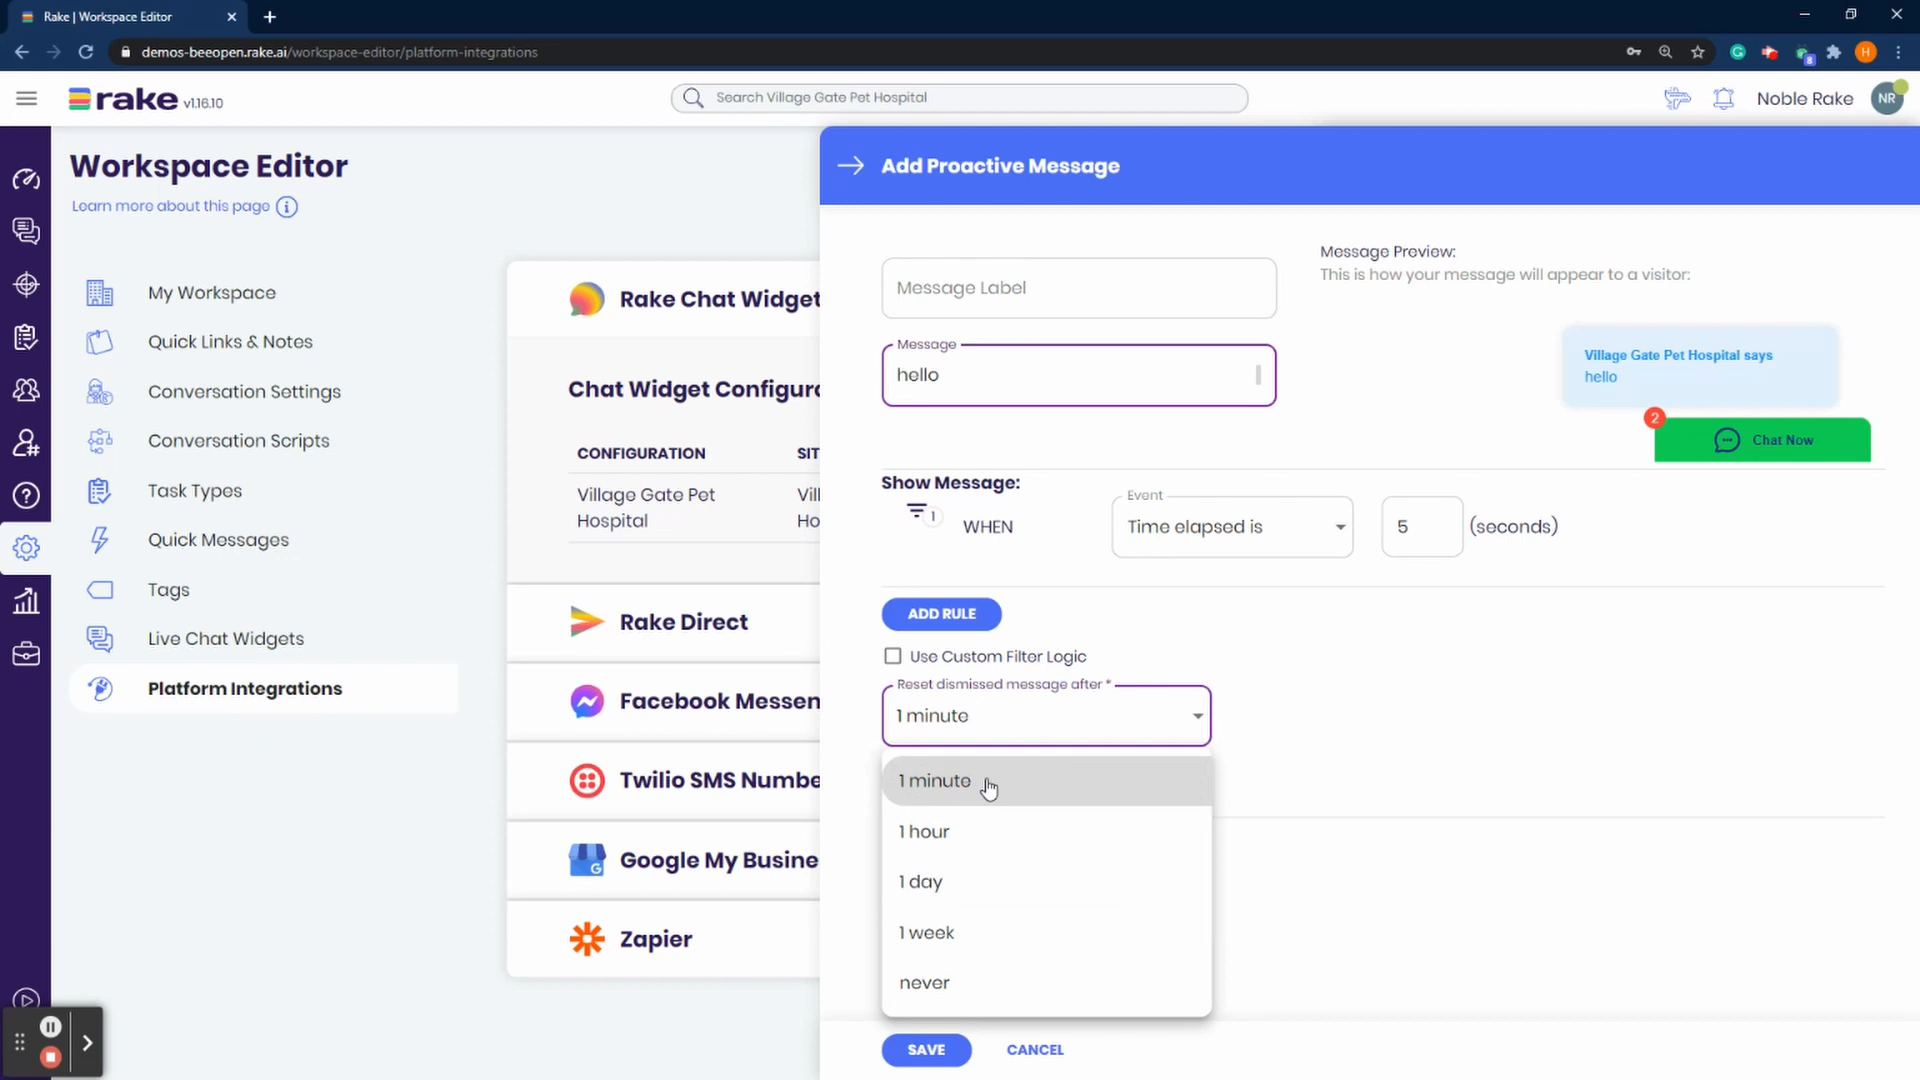 Rake | Workspace Editor
demos-beeopen.rake.ai/workspace-editor/platform-integrations
H
8
rake v1.16.10
Search Village Gate Pet Hospital
Noble Rake
NR
Workspace Editor
Learn more about this page
My Workspace
Quick Links & Notes
Conversation Settings
Conversation Scripts
Task Types
Quick Messages
Tags
Live Chat Widgets
Platform Integrations
Rake Chat Widget
Chat Widget Configura
CONFIGURATION SIT
Village Gate Pet Vill
Hospital Ho
Rake Direct
Facebook Messen
Twilio SMS Numbe
Google My Busine
Zapier
Add Proactive Message
Message Label
Message
hello
Message Preview:
This is how your message will appear to a visitor:
Village Gate Pet Hospital says
hello
2
Chat Now
Show Message:
1 WHEN
Event
Time elapsed is
5 (seconds)
ADD RULE
Use Custom Filter Logic
Reset dismissed message after *
1 minute
1 minute
1 hour
1 day
1 week
never
SAVE CANCEL